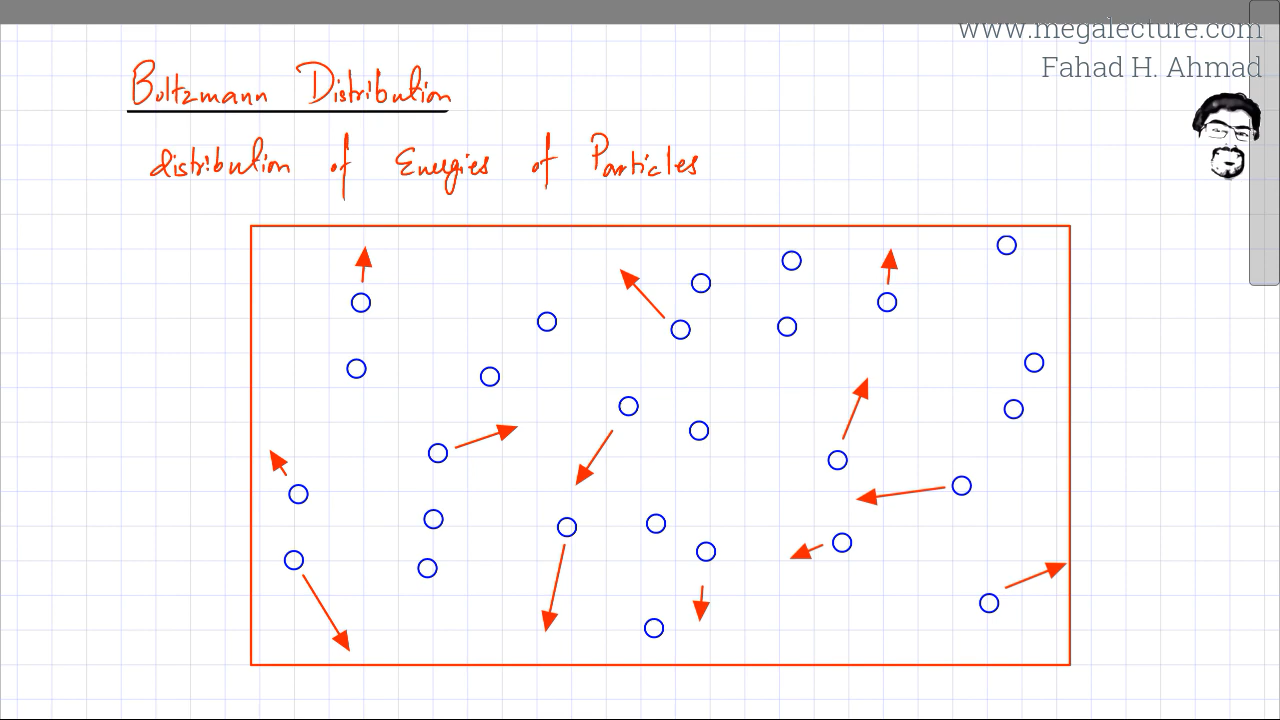 www.megalecture.com
Fahad H. Ahmad
Boltzmann Distribution
distribution of Energies of Particles